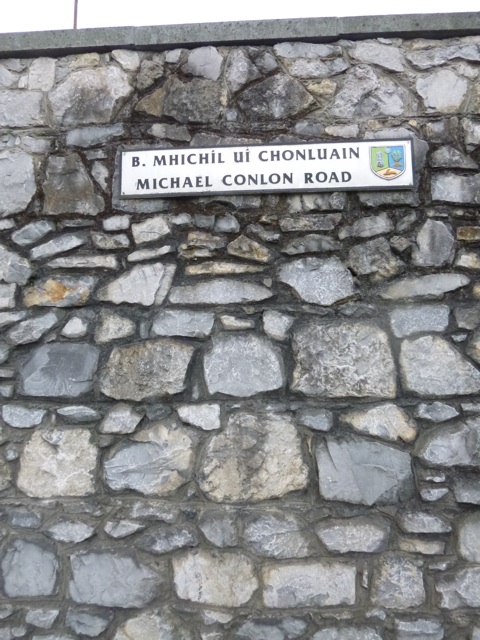 B. MHICHÍL UÍ CHONLUAIN
MICHAEL CONLON ROAD